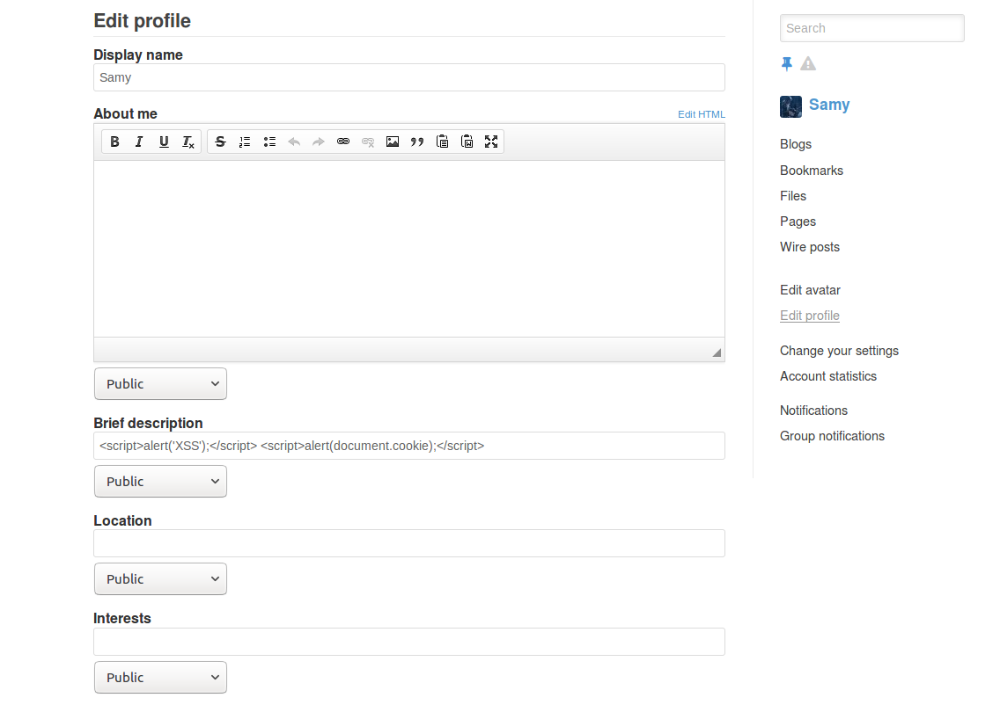 Edit profile
Display name
Samy
About me
Edit HTML
Public
Brief description
<script>alert('XSS');</script> <script>alert(document.cookie);</script>
Public
Location
Public
Interests
Public
Search
Samy
Blogs
Bookmarks
Files
Pages
Wire posts
Edit avatar
Edit profile
Change your settings
Account statistics
Notifications
Group notifications